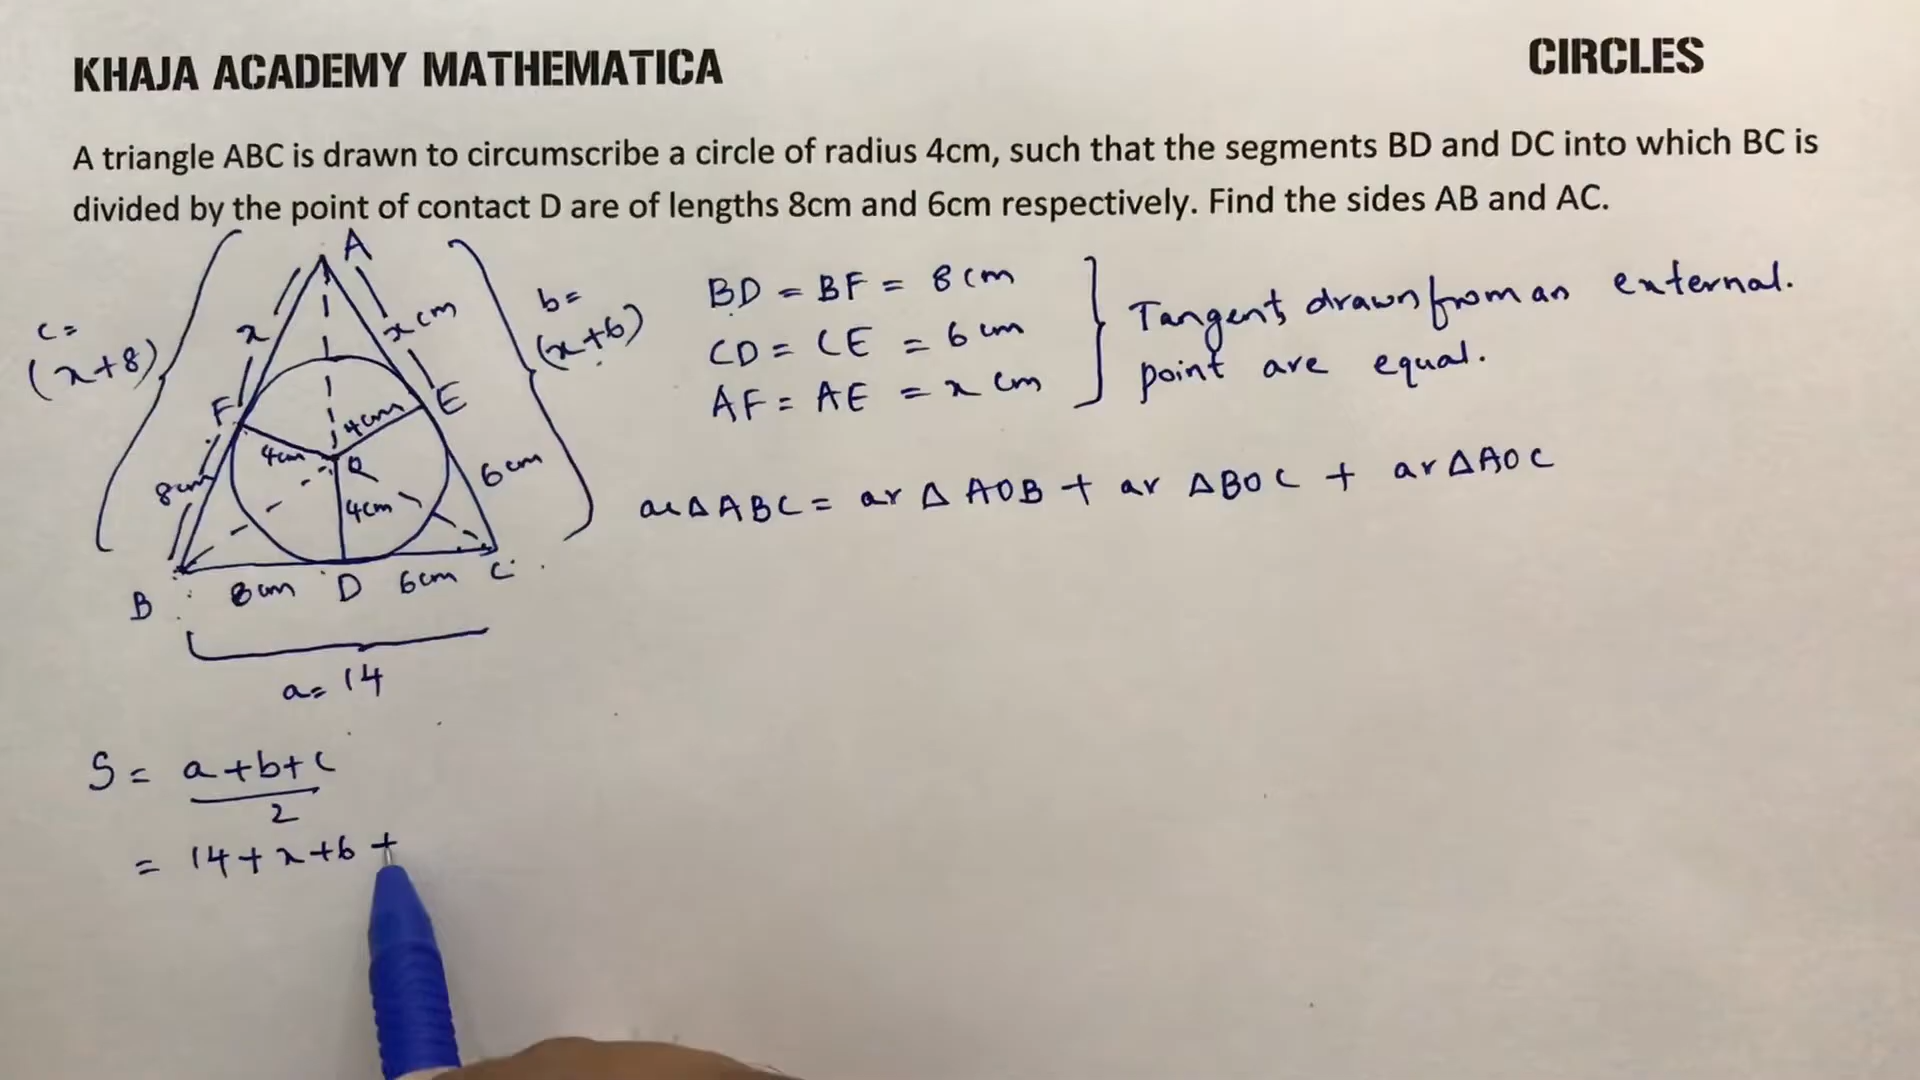 KHAJA ACADEMY MATHEMATICA
CIRCLES
A triangle ABC is drawn to circumscribe a circle of radius 4cm, such that the segments BD and DC into which BC is
divided by the point of contact D are of lengths 8cm and 6cm respectively. Find the sides AB and AC.
A
c=
(x+8)
x
x cm
b=
(x+6)
F
E
4cm
4cm
4cm
8cm
6cm
B
8cm
D
6cm
C
a= 14
BD = BF = 8cm
CD = CE = 6cm
AF = AE = x cm
Tangents drawn from an external.
point are equal.
ar△ABC = ar △ AOB + ar △BOC + ar△AOC
S = a+b+c
2
= 14+x+6+